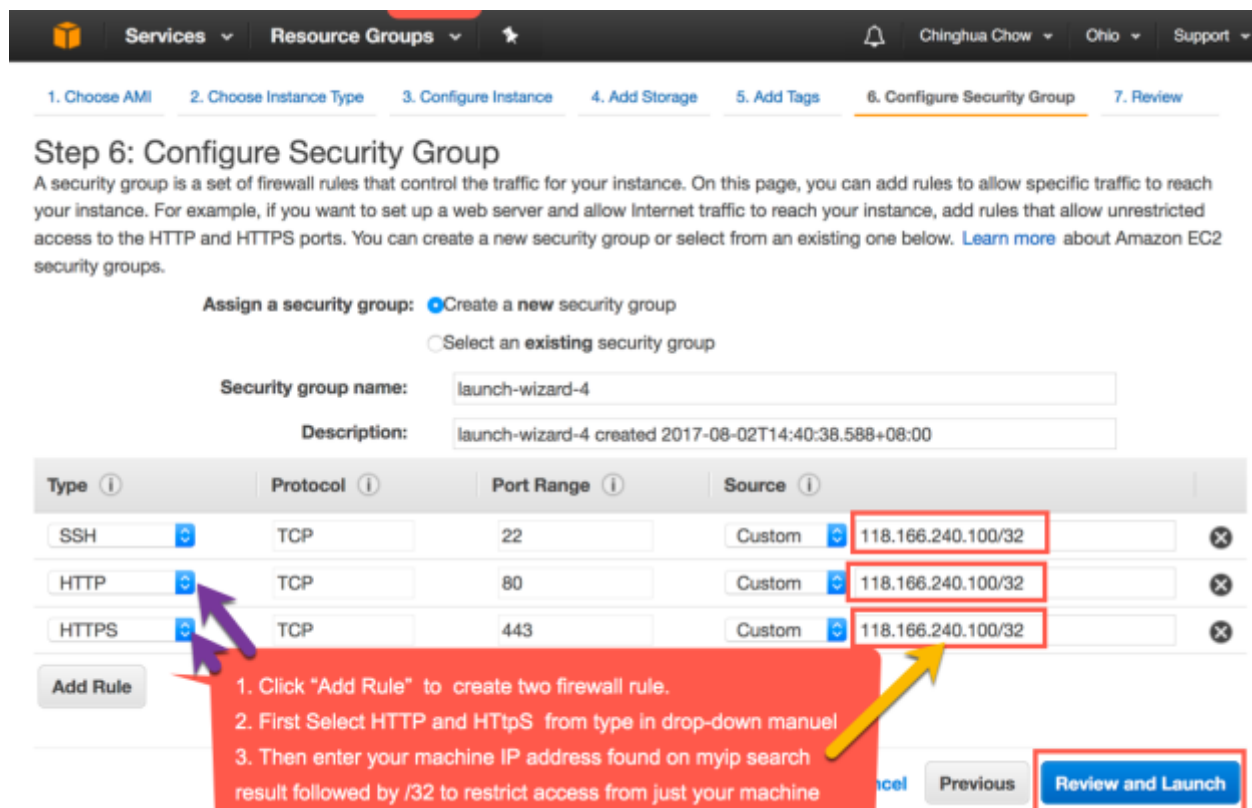 Services Resource Groups Chinghua Chow Ohio Support
1. Choose AMI 2. Choose Instance Type 3. Configure Instance 4. Add Storage 5. Add Tags 6. Configure Security Group 7. Review
Step 6: Configure Security Group
A security group is a set of firewall rules that control the traffic for your instance. On this page, you can add rules to allow specific traffic to reach
your instance. For example, if you want to set up a web server and allow Internet traffic to reach your instance, add rules that allow unrestricted
access to the HTTP and HTTPS ports. You can create a new security group or select from an existing one below. Learn more about Amazon EC2
security groups.
Assign a security group: Create a new security group
Select an existing security group
Security group name: launch-wizard-4
Description: launch-wizard-4 created 2017-08-02T14:40:38.588+08:00
Type i Protocol i Port Range i Source i
SSH TCP 22 Custom 118.166.240.100/32
HTTP TCP 80 Custom 118.166.240.100/32
HTTPS TCP 443 Custom 118.166.240.100/32
Add Rule
1. Click “Add Rule” to create two firewall rule.
2. First Select HTTP and HTtpS from type in drop-down manuel
3. Then enter your machine IP address found on myip search
result followed by /32 to restrict access from just your machine
ncel Previous Review and Launch